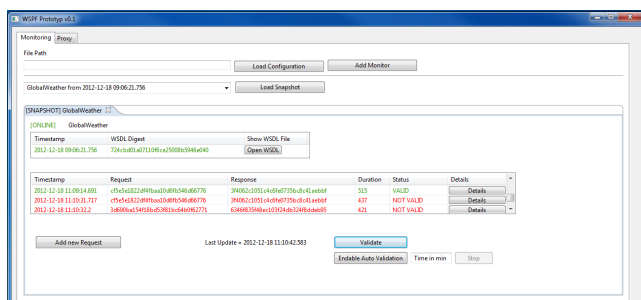 WSPF Prototyp v0.1
Monitoring Proxy
File Path
Load Configuration Add Monitor
GlobalWeather from 2012-12-18 09:06:21.756 Load Snapshot
[SNAPSHOT] GlobalWeather
[ONLINE] GlobalWeather
Timestamp WSDL Digest Show WSDL File
2012-12-18 09:06:21.756 724cbd01a07110f6ce25008b5946e040 Open WSDL
Timestamp Request Response Duration Status Details
2012-12-18 11:09:14.691 cf5e5e1822df4fbaa10d6fb546d66776 3f4062c1051c4c6fe0735bc8c41aebbf 515 VALID Details
2012-12-18 11:10:31.717 cf5e5e1822df4fbaa10d6fb546d66776 3f4062c1051c4c6fe0735bc8c41aebbf 437 NOT VALID Details
2012-12-18 11:10:32.2 3d690ba154f18bd53f81bc64b0f62771 6346f835f48ec103f24db324f8ddeb95 421 NOT VALID Details
Add new Request Last Update = 2012-12-18 11:10:42.583 Validate
Endable Auto Validation Time in min Stop